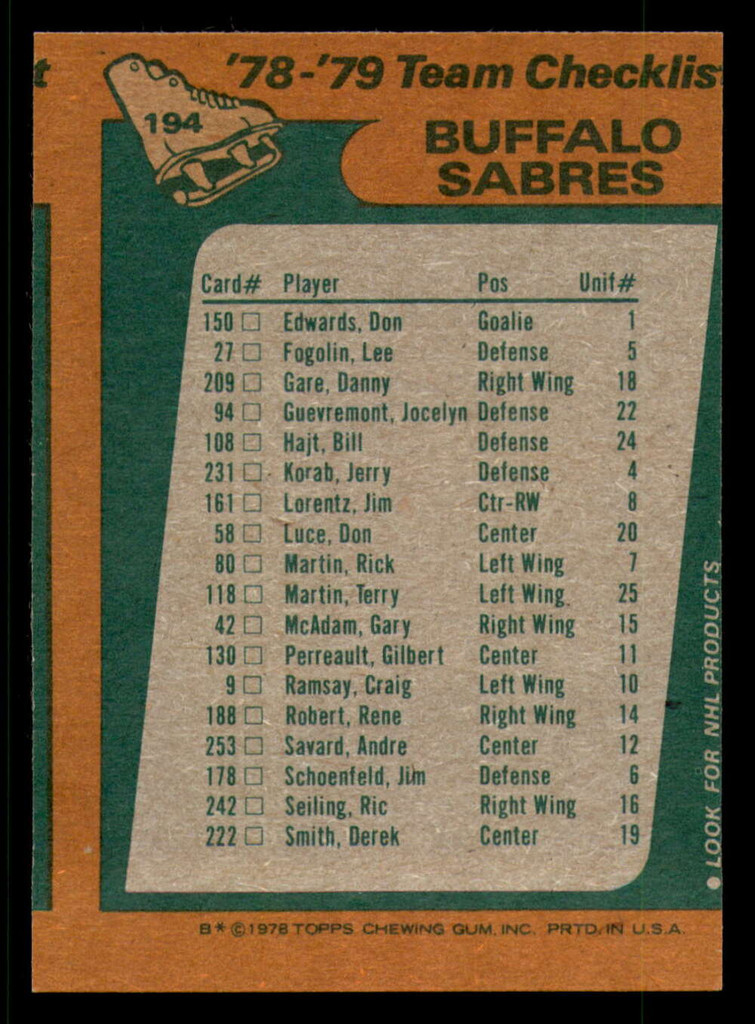 t '78-'79 Team Checklis
194
BUFFALO
SABRES
Card# Player Pos Unif#
150 □ Edwards, Don Goalie 1
27 □ Fogolin, Lee Defense 5
209 □ Gare, Danny Right Wing 18
94 □ Guevremont, Jocelyn Defense 22
108 □ Hajt, Bill Defense 24
231 □ Korab, Jerry Defense 4
161 □ Lorentz, Jim Ctr-RW 8
58 □ Luce, Don Center 20
80 □ Martin, Rick Left Wing 7
118 □ Martin, Terry Left Wing 25
42 □ McAdam, Gary Right Wing 15
130 □ Perreault, Gilbert Center 11
9 □ Ramsay, Craig Left Wing 10
188 □ Robert, Rene Right Wing 14
253 □ Savard, Andre Center 12
178 □ Schoenfeld, Jim Defense 6
242 □ Seiling, Ric Right Wing 16
222 □ Smith, Derek Center 19
● LOOK FOR NHL PRODUCTS
B* ©1978 TOPPS CHEWING GUM, INC. PRTD. IN U.S.A.